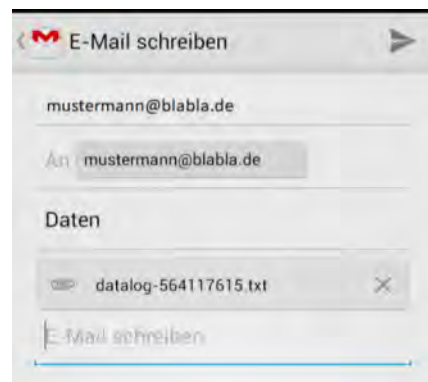 E-Mail schreiben
mustermann@blabla.de
An mustermann@blabla.de
Daten
datalog-564117615.txt
E-Mail schreiben